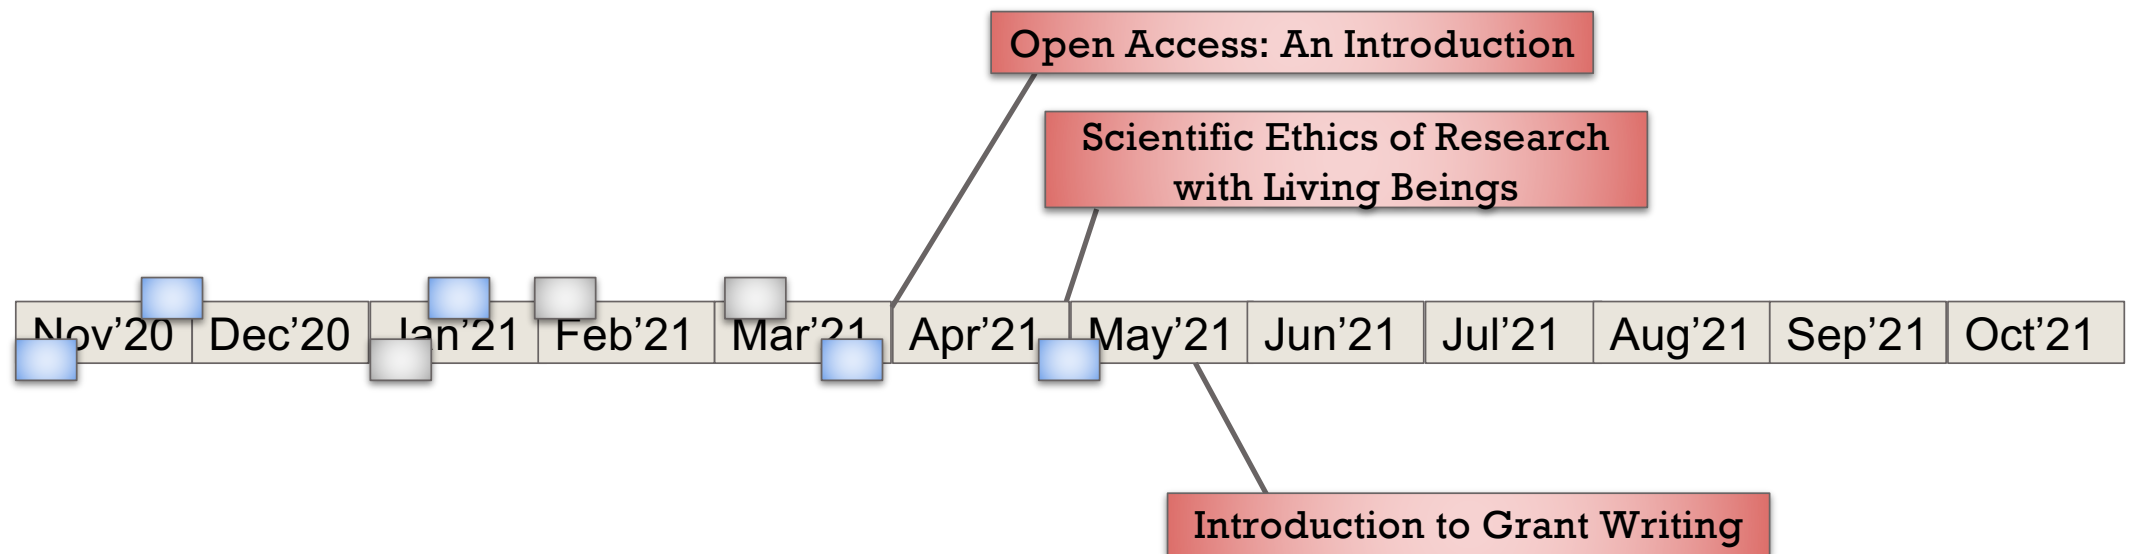 Open Access: An Introduction
Scientific Ethics of Research
with Living Beings
Nov’20 Dec’20 Jan’21 Feb’21 Mar’21 Apr’21 May’21 Jun’21 Jul’21 Aug’21 Sep’21 Oct’21
Introduction to Grant Writing